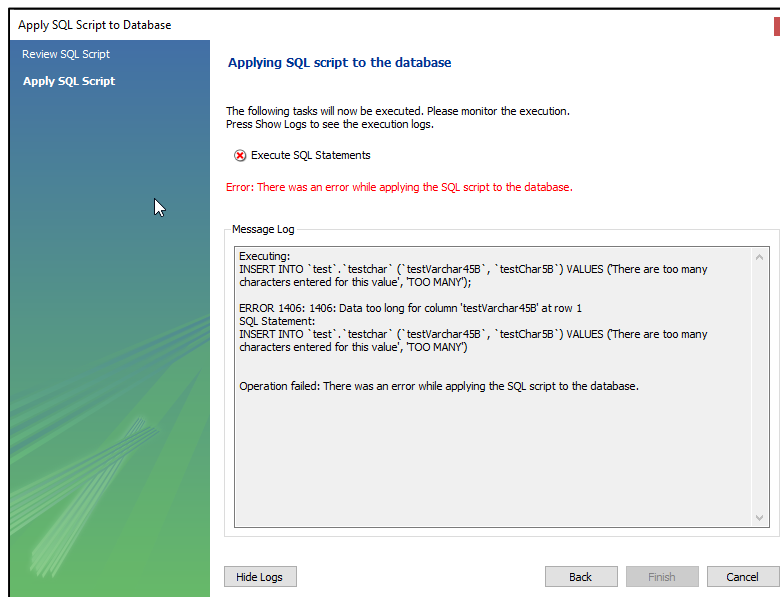 Apply SQL Script to Database
Review SQL Script
Apply SQL Script
Applying SQL script to the database
The following tasks will now be executed. Please monitor the execution.
Press Show Logs to see the execution logs.
Execute SQL Statements
Error: There was an error while applying the SQL script to the database.
Message Log
Executing:
INSERT INTO `test`.`testchar` (`testVarchar45B`, `testChar5B`) VALUES ('There are too many
characters entered for this value', 'TOO MANY');
ERROR 1406: 1406: Data too long for column 'testVarchar45B' at row 1
SQL Statement:
INSERT INTO `test`.`testchar` (`testVarchar45B`, `testChar5B`) VALUES ('There are too many
characters entered for this value', 'TOO MANY')
Operation failed: There was an error while applying the SQL script to the database.
Hide Logs
Back
Finish
Cancel